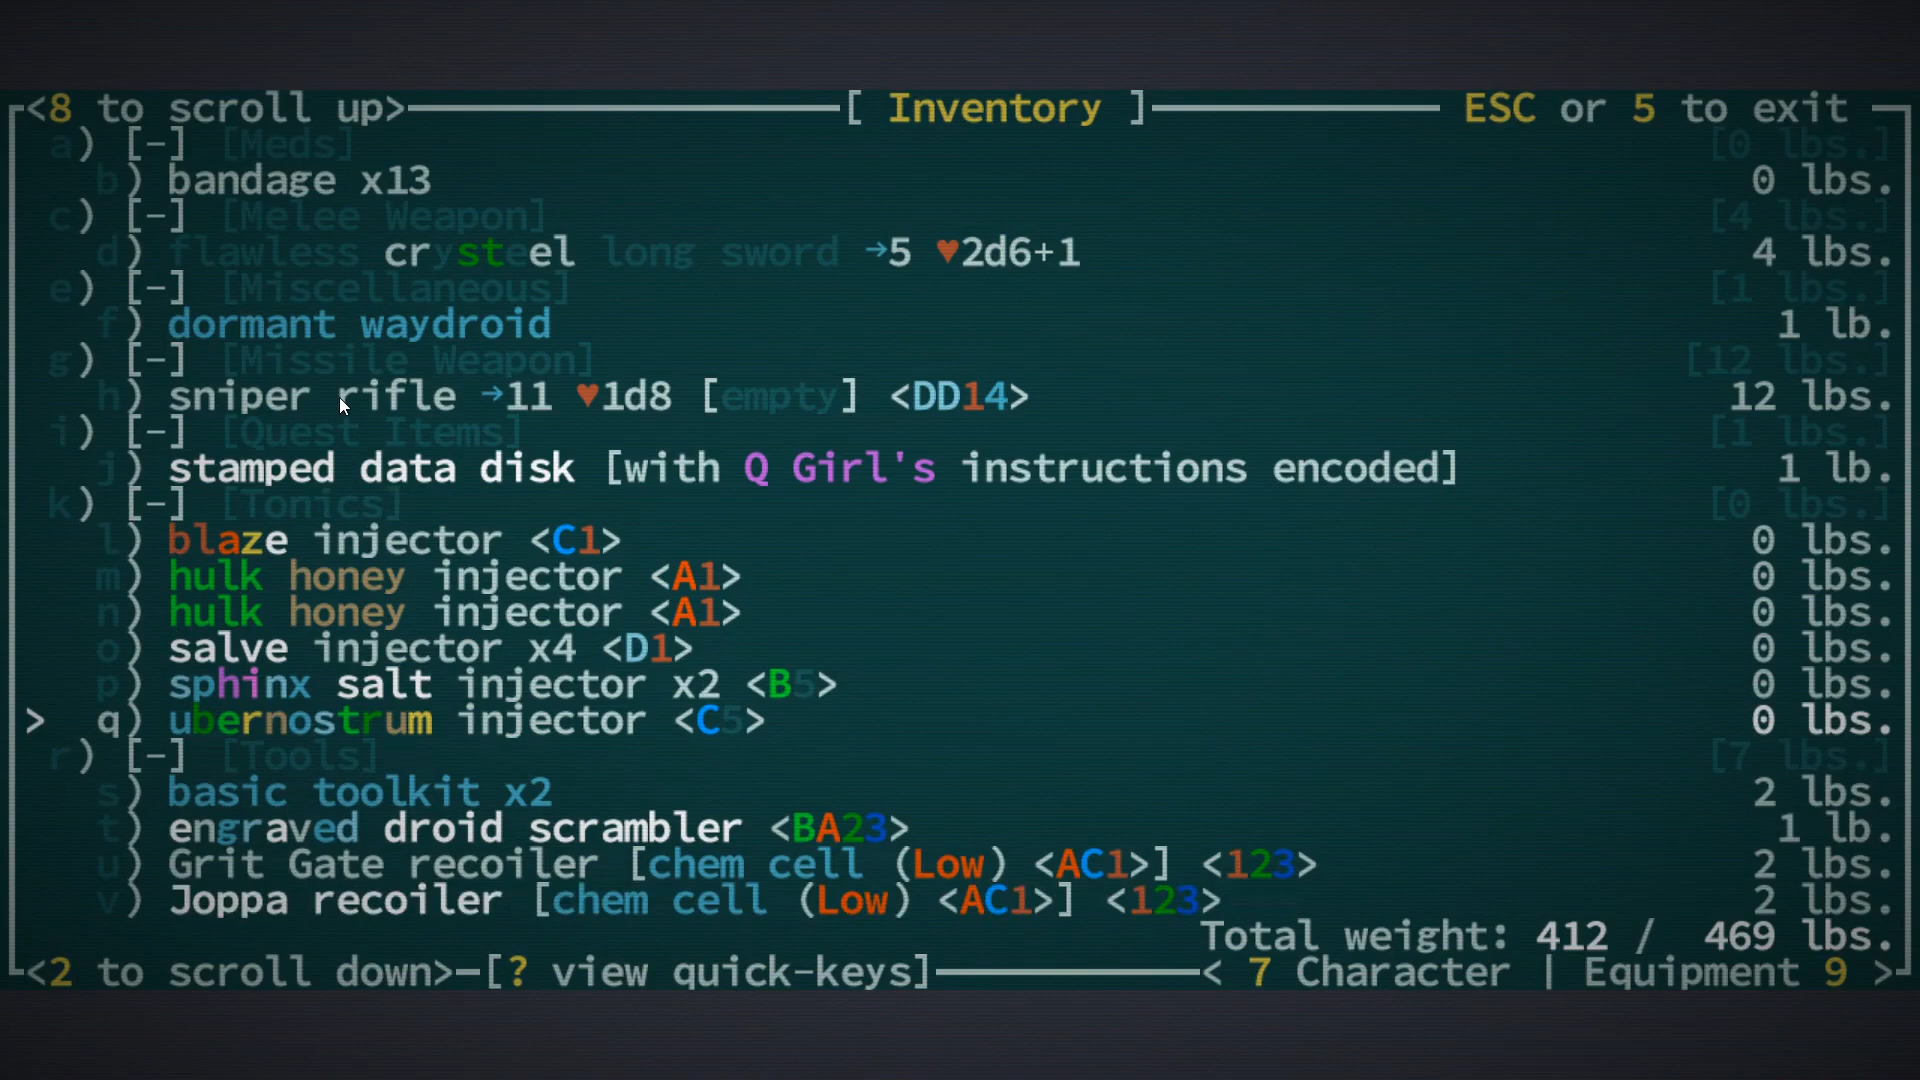 <8 to scroll up> [ Inventory ] ESC or 5 to exit
a) [-] [Meds] [0 lbs.]
b) bandage x13 0 lbs.
c) [-] [Melee Weapon] [4 lbs.]
d) flawless crysteel long sword →5 ♥2d6+1 4 lbs.
e) [-] [Miscellaneous] [1 lbs.]
f) dormant waydroid 1 lb.
g) [-] [Missile Weapon] [12 lbs.]
h) sniper rifle →11 ♥1d8 [empty] <DD14> 12 lbs.
i) [-] [Quest Items] [1 lbs.]
j) stamped data disk [with Q Girl's instructions encoded] 1 lb.
k) [-] [Tonics] [0 lbs.]
l) blaze injector <C1> 0 lbs.
m) hulk honey injector <A1> 0 lbs.
n) hulk honey injector <A1> 0 lbs.
o) salve injector x4 <D1> 0 lbs.
p) sphinx salt injector x2 <B5> 0 lbs.
> q) ubernostrum injector <C5> 0 lbs.
r) [-] [Tools] [7 lbs.]
s) basic toolkit x2 2 lbs.
t) engraved droid scrambler <BA23> 1 lb.
u) Grit Gate recoiler [chem cell (Low) <AC1>] <123> 2 lbs.
v) Joppa recoiler [chem cell (Low) <AC1>] <123> 2 lbs.
Total weight: 412 / 469 lbs.
<2 to scroll down> [? view quick-keys] < 7 Character | Equipment 9 >